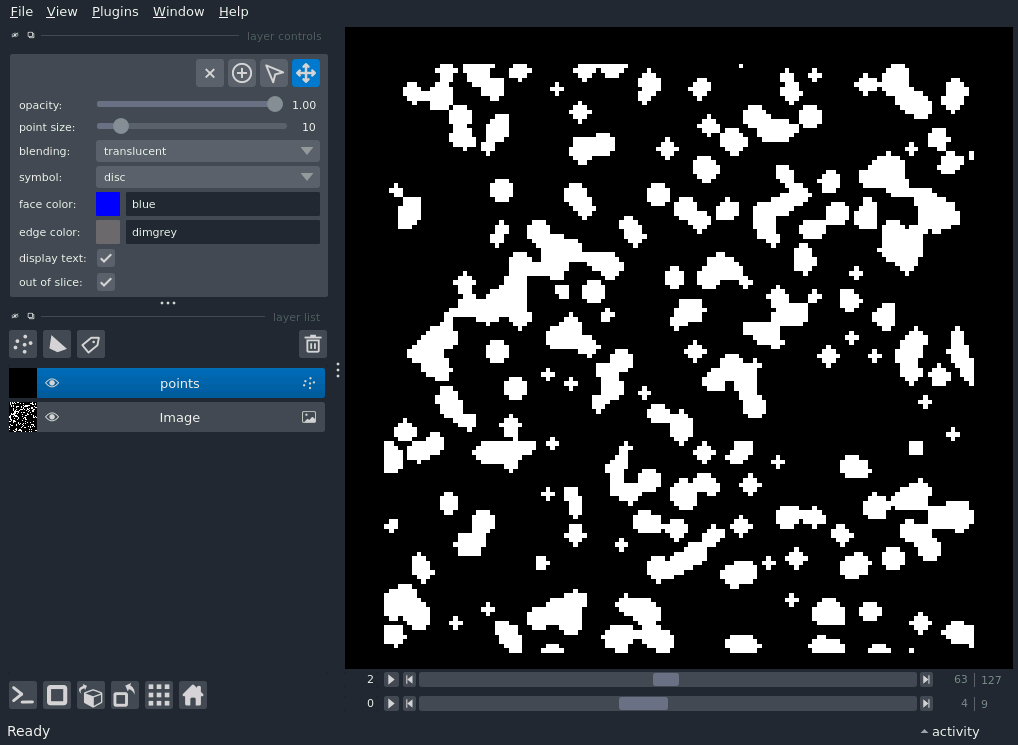 File View Plugins Window Help
layer controls
opacity: 1.00
point size: 10
blending: translucent
symbol: disc
face color: blue
edge color: dimgrey
display text:
out of slice:
layer list
points
Image
2 63 127
0 4 9
Ready activity